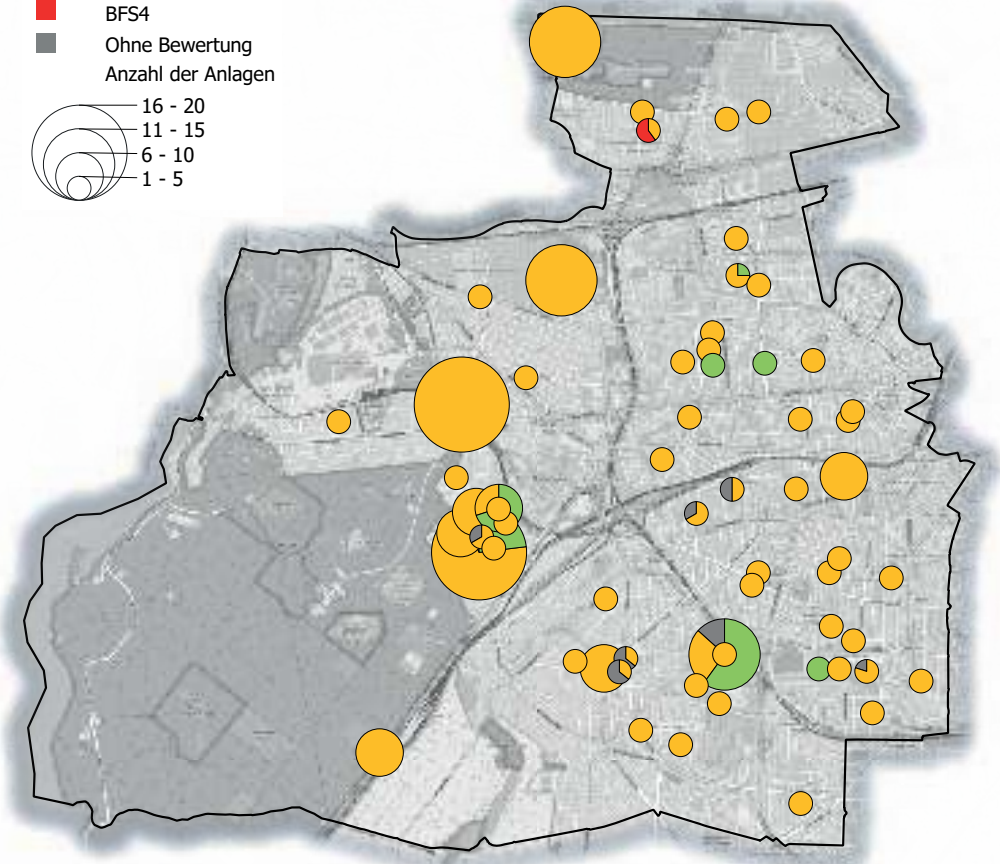 BFS4
Ohne Bewertung
Anzahl der Anlagen
16 - 20
11 - 15
6 - 10
1 - 5